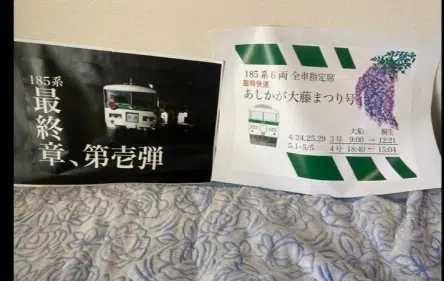 185系
最終章、第壱弾
185系6両 全車指定席
臨時快速
あしかが大藤まつり号
大船 桐生
4/24,25,29 3号 9:00 → 12:21
5.1-5/5 4号 18:40 ← 15:04